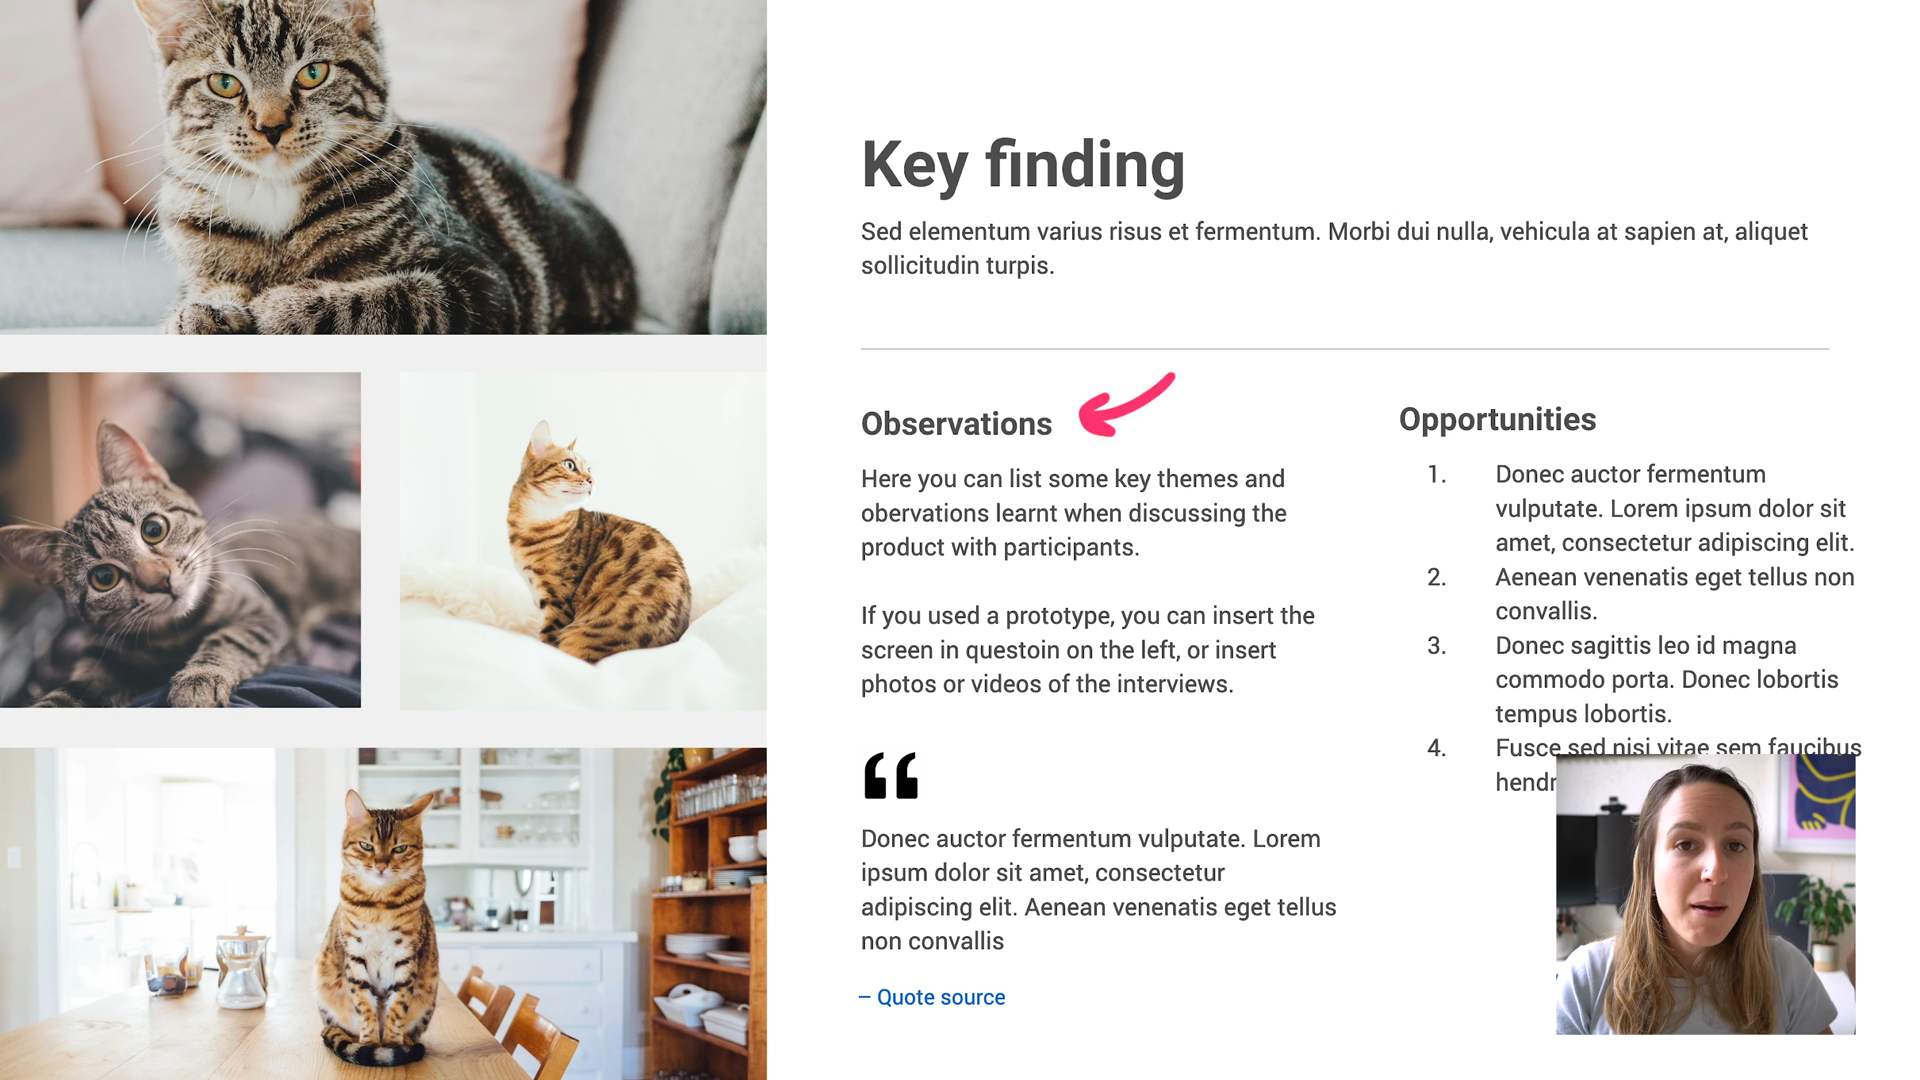 Key finding
Sed elementum varius risus et fermentum. Morbi dui nulla, vehicula at sapien at, aliquet
sollicitudin turpis.
Observations
Here you can list some key themes and
obervations learnt when discussing the
product with participants.
If you used a prototype, you can insert the
screen in questoin on the left, or insert
photos or videos of the interviews.
“
Donec auctor fermentum vulputate. Lorem
ipsum dolor sit amet, consectetur
adipiscing elit. Aenean venenatis eget tellus
non convallis
– Quote source
Opportunities
1. Donec auctor fermentum
vulputate. Lorem ipsum dolor sit
amet, consectetur adipiscing elit.
2. Aenean venenatis eget tellus non
convallis.
3. Donec sagittis leo id magna
commodo porta. Donec lobortis
tempus lobortis.
4. Fusce sed nisi vitae sem faucibus